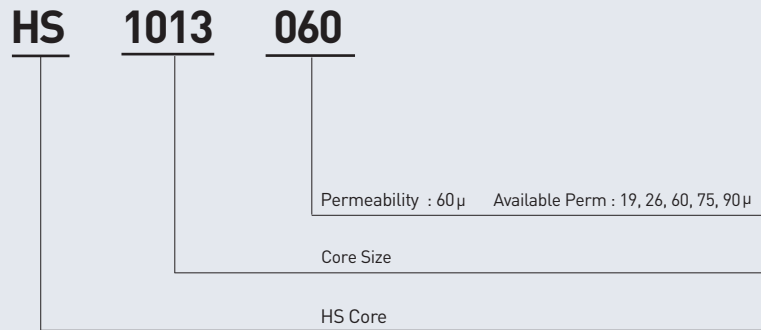 HS 1013 060
Permeability : 60µ Available Perm : 19, 26, 60, 75, 90µ
Core Size
HS Core